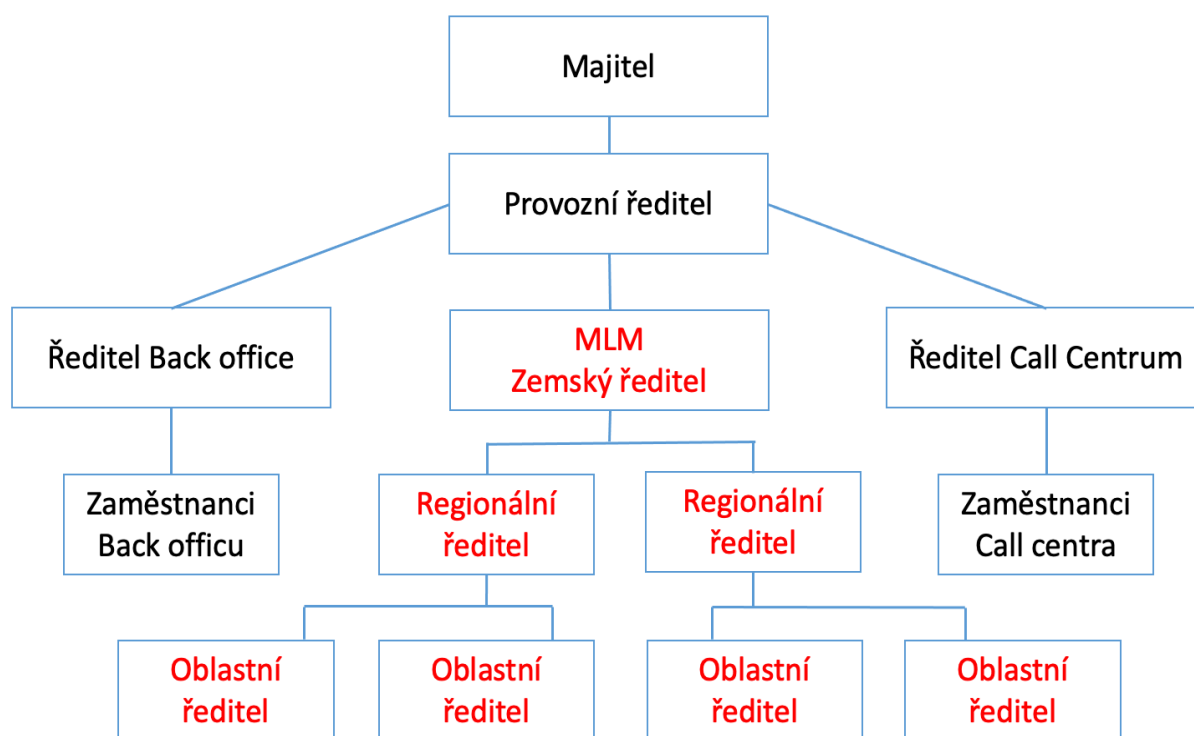 Majitel
Provozní ředitel
Ředitel Back office
MLM
Zemský ředitel
Ředitel Call Centrum
Zaměstnanci
Back officu
Regionální
ředitel
Regionální
ředitel
Zaměstnanci
Call centra
Oblastní
ředitel
Oblastní
ředitel
Oblastní
ředitel
Oblastní
ředitel